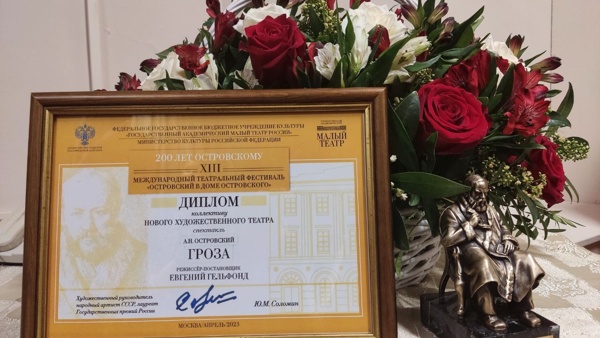 ФЕДЕРАЛЬНОЕ ГОСУДАРСТВЕННОЕ БЮДЖЕТНОЕ УЧРЕЖДЕНИЕ КУЛЬТУРЫ
«ГОСУДАРСТВЕННЫЙ АКАДЕМИЧЕСКИЙ МАЛЫЙ ТЕАТР РОССИИ»
МИНИСТЕРСТВО КУЛЬТУРЫ РОССИЙСКОЙ ФЕДЕРАЦИИ
МАЛЫЙ
ТЕАТР
200 ЛЕТ ОСТРОВСКОМУ
XIII
МЕЖДУНАРОДНЫЙ ТЕАТРАЛЬНЫЙ ФЕСТИВАЛЬ
«ОСТРОВСКИЙ В ДОМЕ ОСТРОВСКОГО»
ДИПЛОМ
коллективу
НОВОГО ХУДОЖЕСТВЕННОГО ТЕАТРА
спектакль
А.Н. ОСТРОВСКИЙ
ГРОЗА
РЕЖИССЁР-ПОСТАНОВЩИК
ЕВГЕНИЙ ГЕЛЬФОНД
Художественный руководитель
народный артист СССР, лауреат
Государственных премий России
Ю.М. Соломин
МОСКВА/АПРЕЛЬ/2023